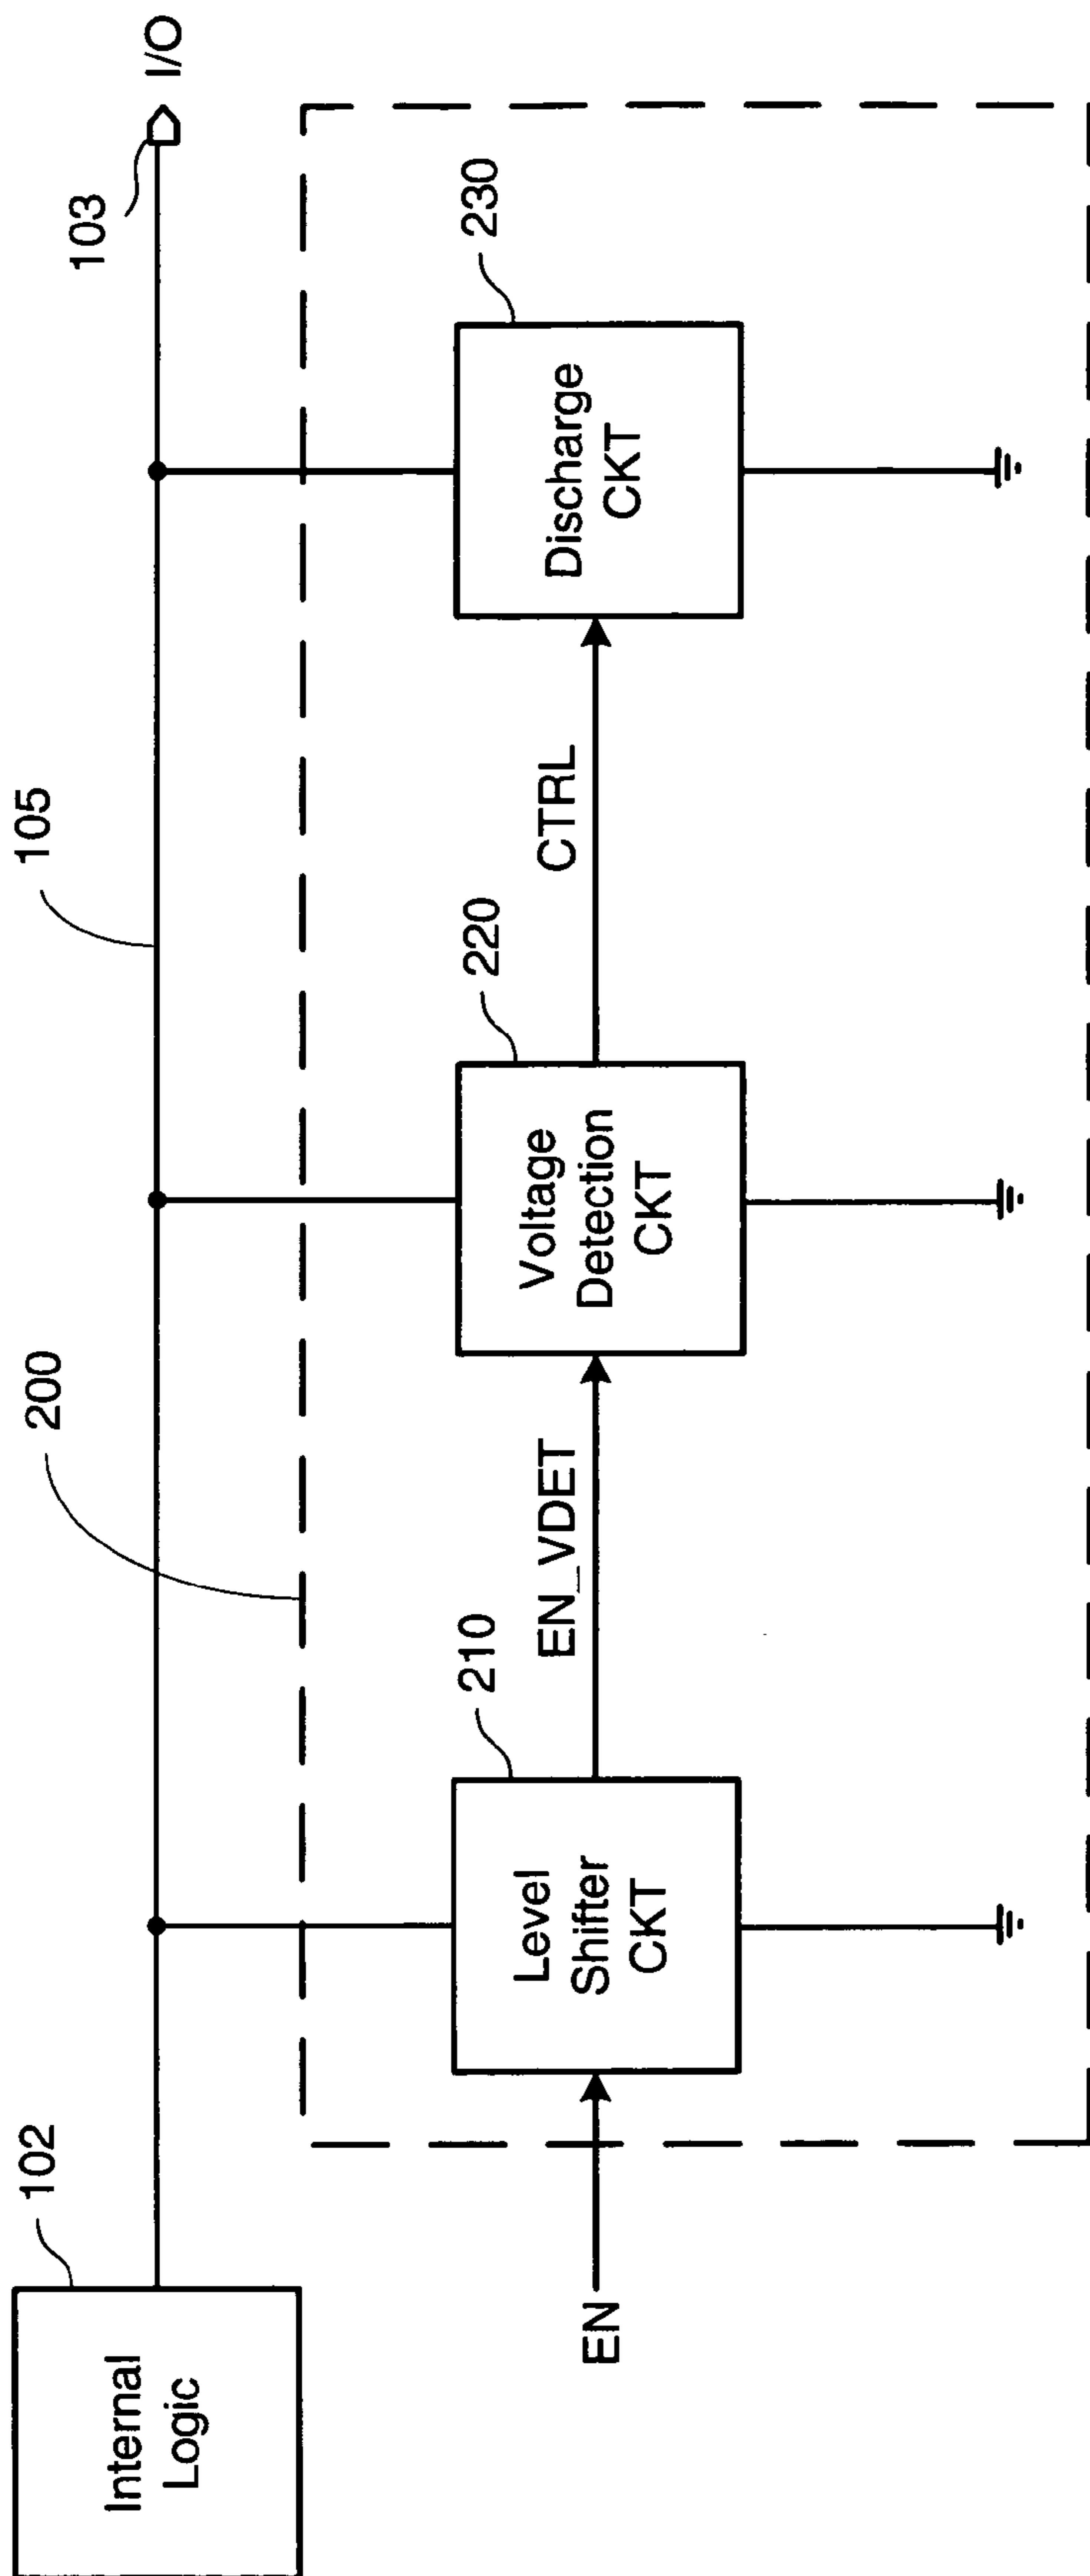 Internal
Logic
102
105
103
I/O
200
210
220
230
EN
Level
Shifter
CKT
EN_VDET
Voltage
Detection
CKT
CTRL
Discharge
CKT